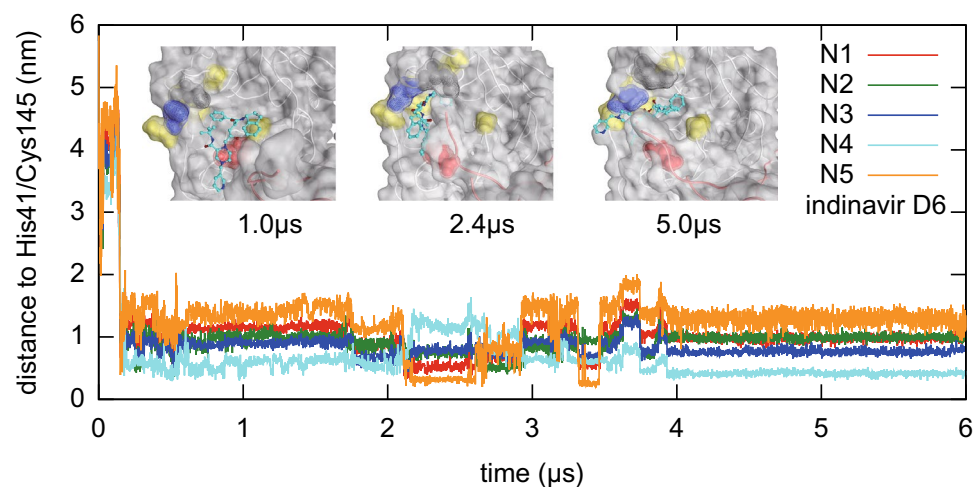 distance to His41/Cys145 (nm)
6
5
4
3
2
1
0
1.0µs
2.4µs
5.0µs
N1
N2
N3
N4
N5
indinavir D6
0 1 2 3 4 5 6
time (µs)